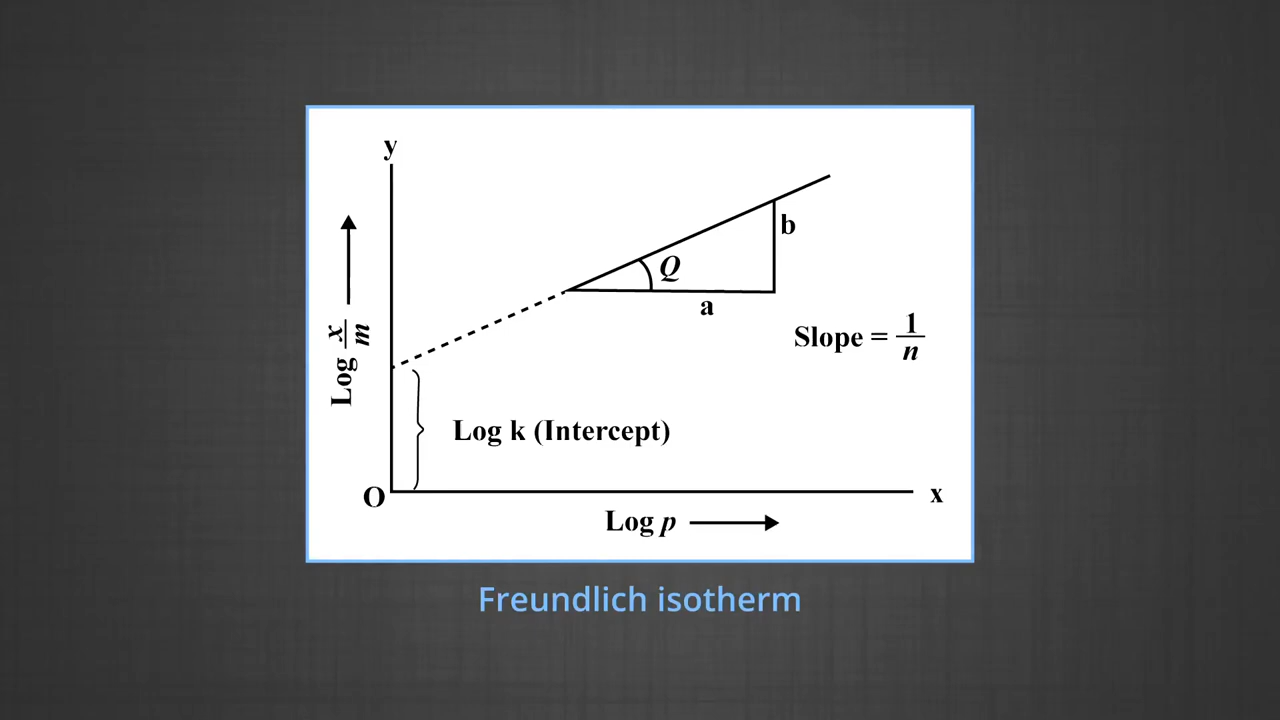 y
Log x/m
b
Q
a
Slope = 1/n
Log k (Intercept)
O
x
Log p
Freundlich isotherm